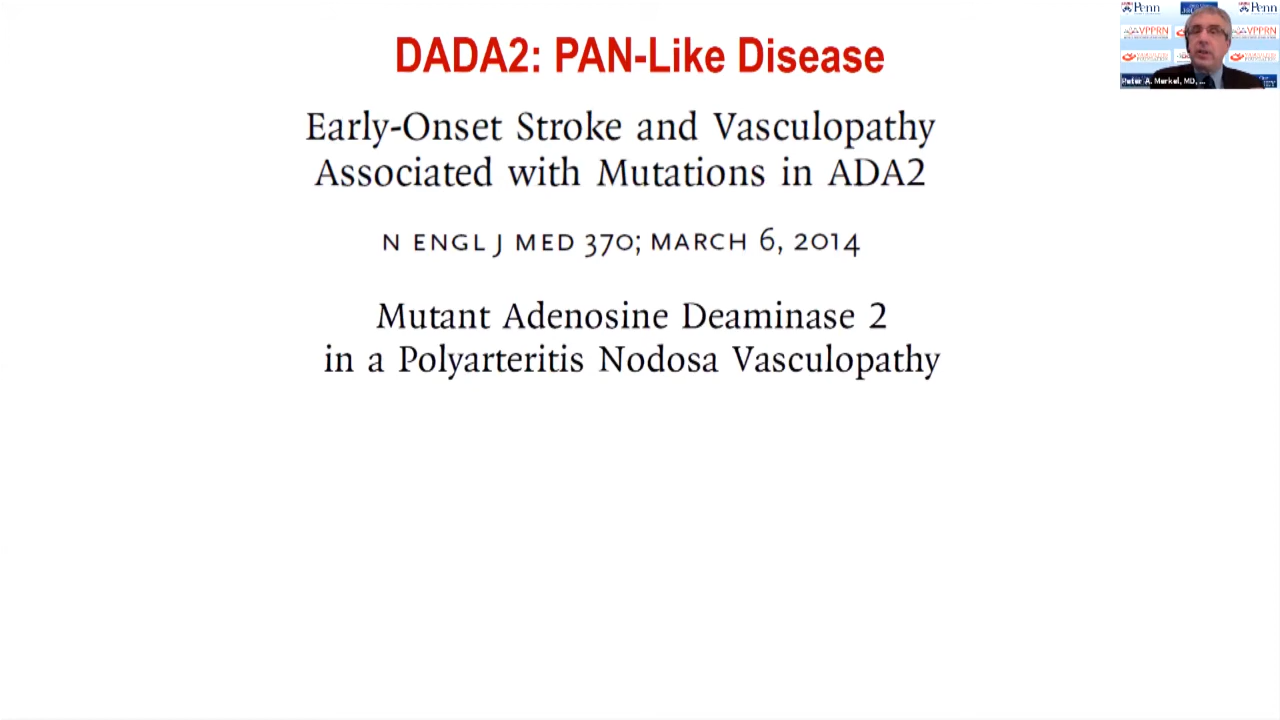 DADA2: PAN-Like Disease
Early-Onset Stroke and Vasculopathy
Associated with Mutations in ADA2
N ENGL J MED 370; MARCH 6, 2014
Mutant Adenosine Deaminase 2
in a Polyarteritis Nodosa Vasculopathy
Penn
Penn
VPPRN
VPPRN
Peter A. Merkel, MD, ...